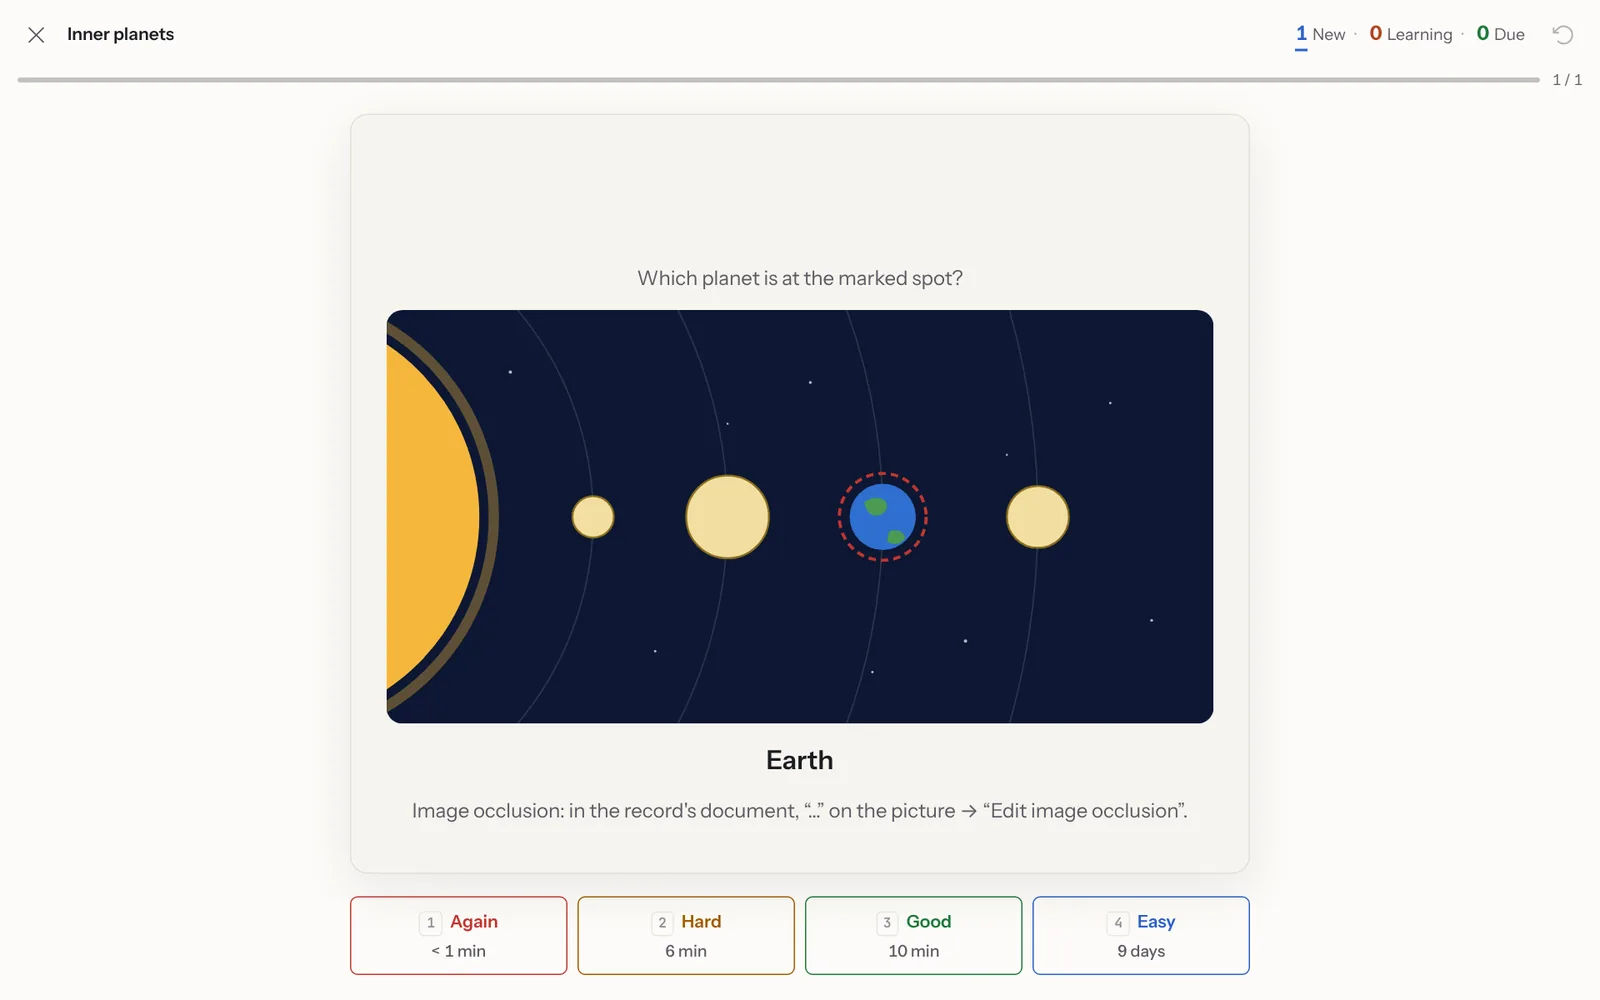 Inner planets
1 New · 0 Learning · 0 Due
1 / 1
Which planet is at the marked spot?
Earth
Image occlusion: in the record's document, “…” on the picture → “Edit image occlusion”.
1 Again
< 1 min
2 Hard
6 min
3 Good
10 min
4 Easy
9 days